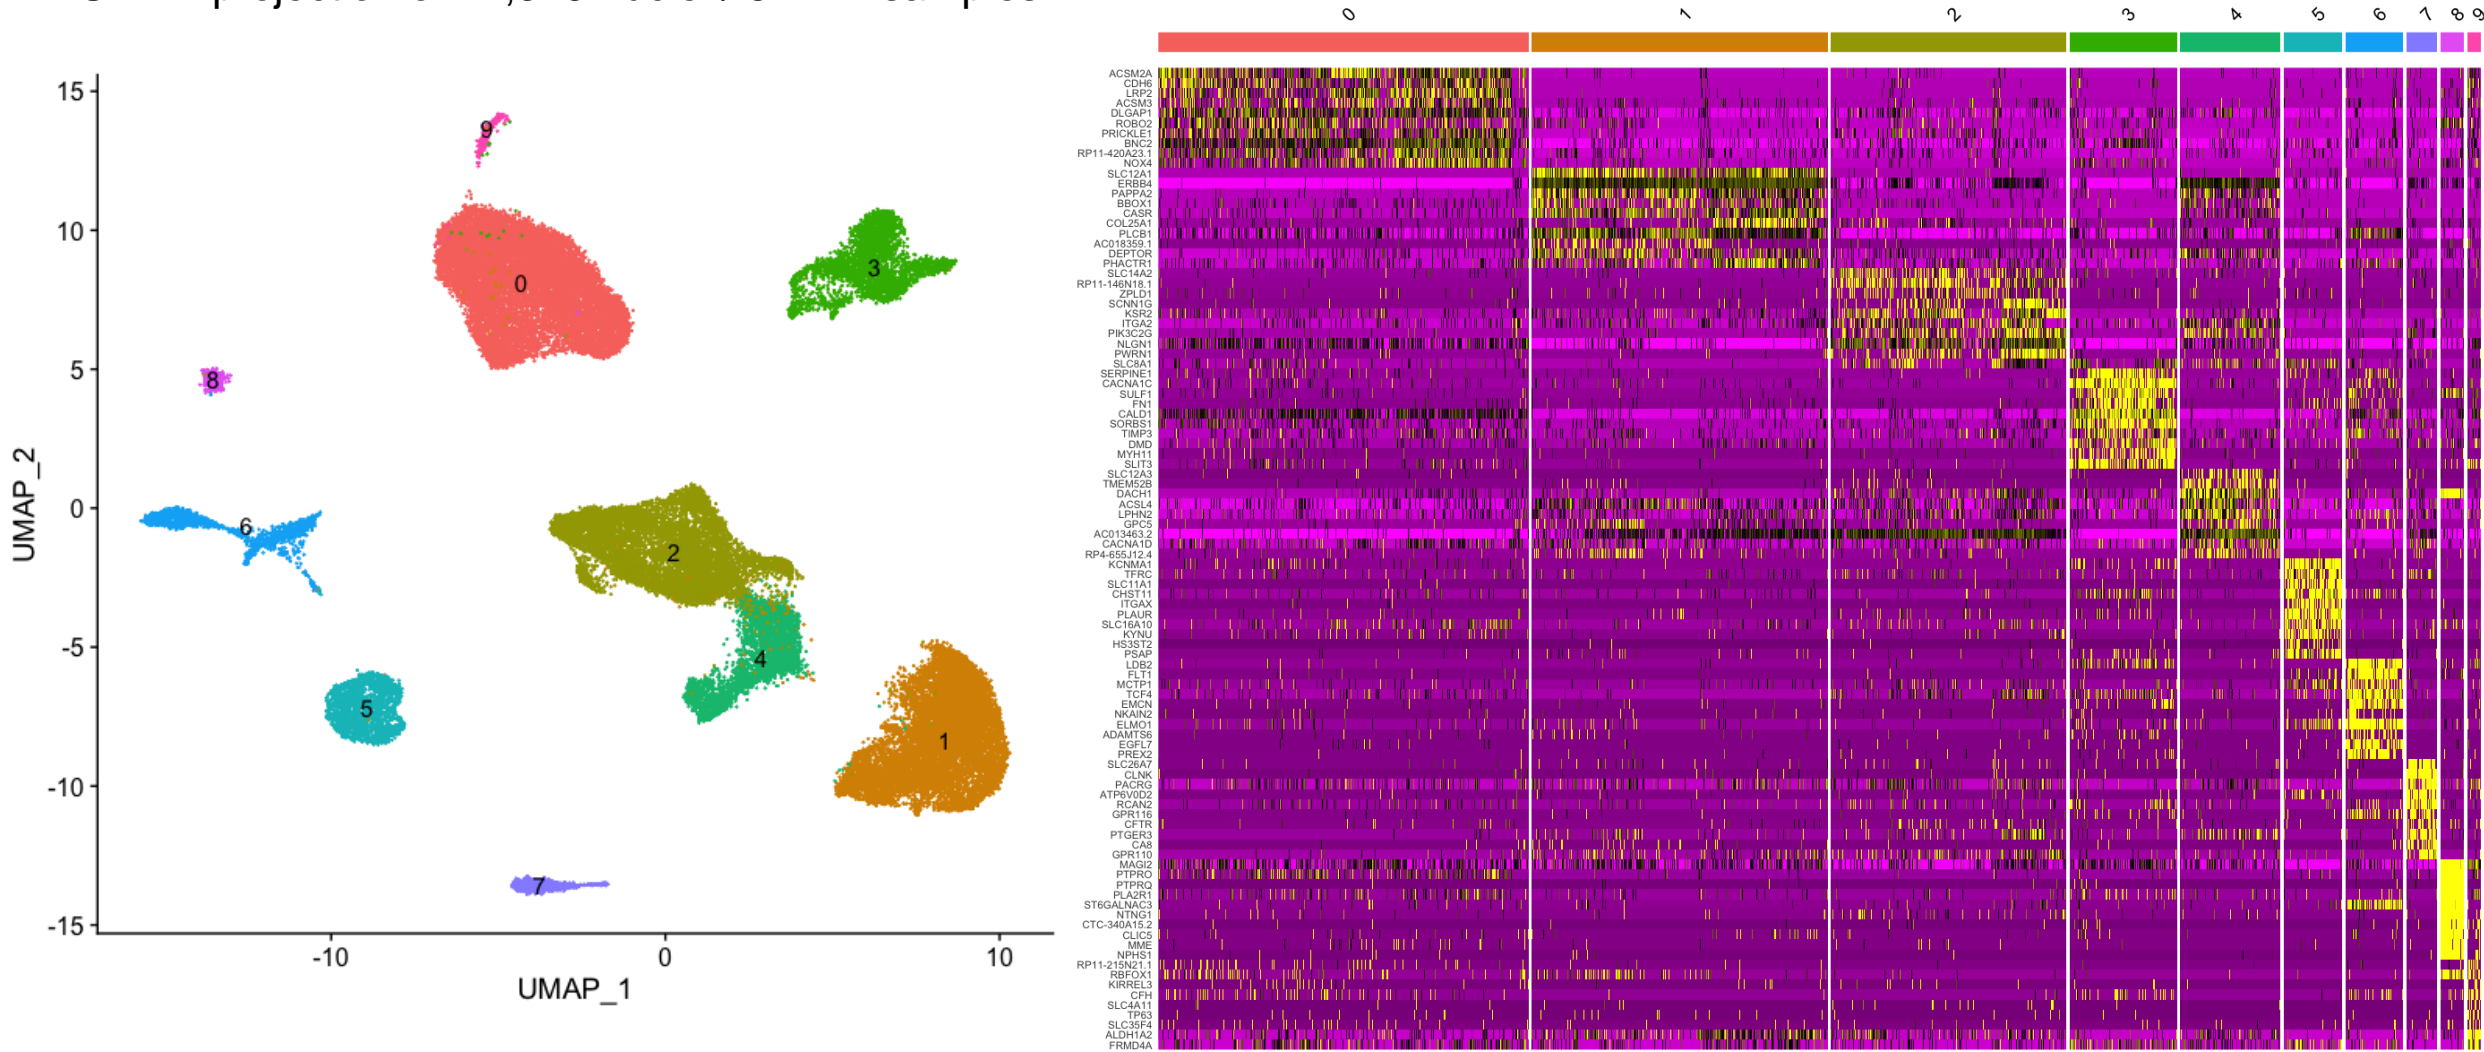 15
10
5
0
-5
-10
-15
-10
0
10
UMAP_1
UMAP_2
9
0
3
8
6
2
4
5
1
7
0 1 2 3 4 5 6 7 8 9
ACSM2A
CDH6
LRP2
ACSM3
DLGAP1
ROBO2
PRICKLE1
BNC2
RP11-420A23.1
NOX4
SLC12A1
ERBB4
PAPPA2
BBOX1
CASR
COL25A1
PLCB1
AC018359.1
DEPTOR
PHACTR1
SLC14A2
RP11-146N18.1
ZPLD1
SCNN1G
KSR2
ITGA2
PIK3C2G
NLGN1
PWRN1
SLC8A1
SERPINE1
CACNA1C
SULF1
FN1
CALD1
SORBS1
TIMP3
DMD
MYH11
SLIT3
SLC12A3
TMEM52B
DACH1
ACSL4
LPHN2
GPC5
AC013463.2
CACNA1D
RP4-655J12.4
KCNMA1
TFRC
SLC11A1
CHST11
ITGAX
PLAUR
SLC16A10
KYNU
HS3ST2
PSAP
LDB2
FLT1
MCTP1
TCF4
EMCN
NKAIN2
ELMO1
ADAMTS6
EGFL7
PREX2
SLC26A7
CLNK
PACRG
ATP6V0D2
RCAN2
GPR116
CFTR
PTGER3
CA8
GPR110
MAGI2
PTPRO
PTPRQ
PLA2R1
ST6GALNAC3
NTNG1
CTC-340A15.2
CLIC5
MME
NPHS1
RP11-215N21.1
RBFOX1
KIRREL3
CFH
SLC4A11
TP63
SLC35F4
ALDH1A2
FRMD4A